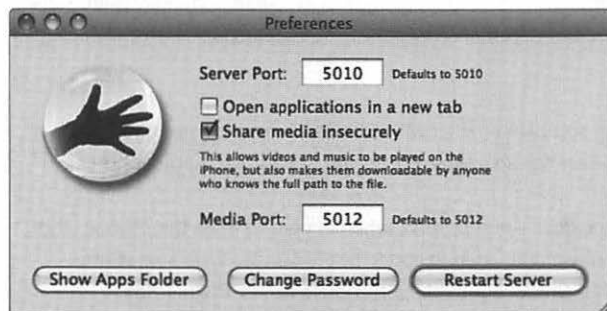 Preferences
Server Port: 5010 Defaults to 5010
Open applications in a new tab
Share media insecurely
This allows videos and music to be played on the
iPhone, but also makes them downloadable by anyone
who knows the full path to the file.
Media Port: 5012 Defaults to 5012
Show Apps Folder Change Password Restart Server